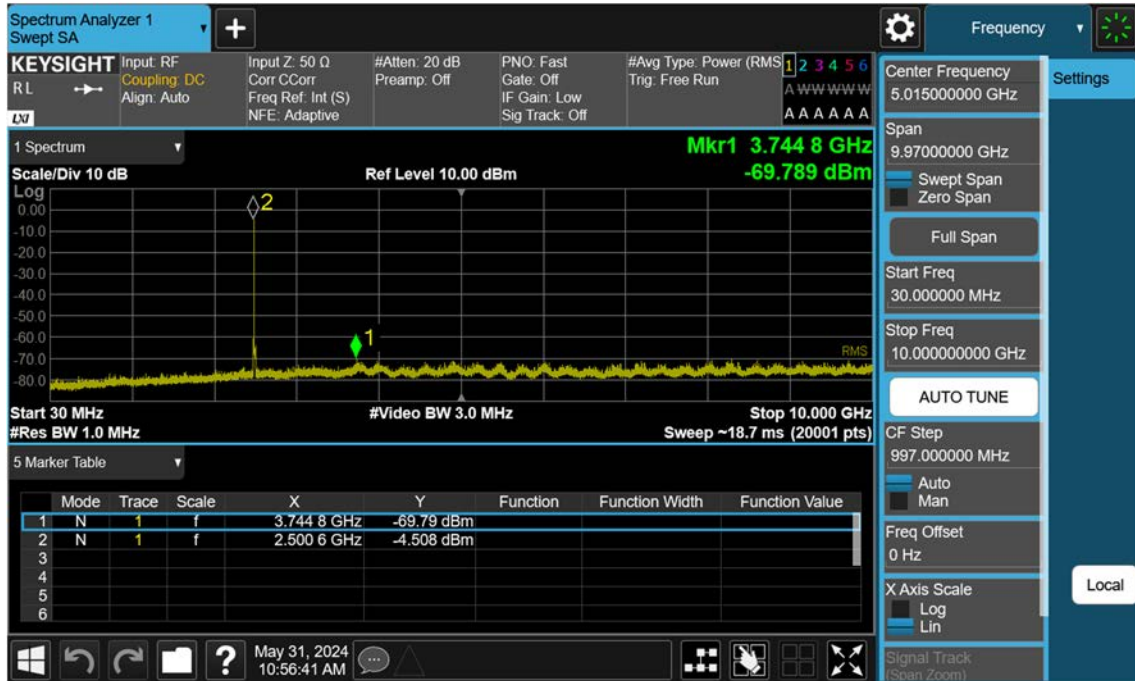 Spectrum Analyzer 1
Swept SA
+
Frequency
KEYSIGHT
R L
LXI
Input: RF
Coupling: DC
Align: Auto
Input Z: 50 Ω
Corr CCorr
Freq Ref: Int (S)
NFE: Adaptive
#Atten: 20 dB
Preamp: Off
PNO: Fast
Gate: Off
IF Gain: Low
Sig Track: Off
#Avg Type: Power (RMS
Trig: Free Run
1 2 3 4 5 6
A W W W W W
A A A A A A
1 Spectrum
Scale/Div 10 dB
Ref Level 10.00 dBm
Mkr1 3.744 8 GHz
-69.789 dBm
Log
0.00
-10.0
-20.0
-30.0
-40.0
-50.0
-60.0
-70.0
-80.0
2
1
RMS
Start 30 MHz
#Video BW 3.0 MHz
Stop 10.000 GHz
#Res BW 1.0 MHz
Sweep ~18.7 ms (20001 pts)
5 Marker Table
Mode Trace Scale X Y Function Function Width Function Value
1 N 1 f 3.744 8 GHz -69.79 dBm
2 N 1 f 2.500 6 GHz -4.508 dBm
3
4
5
6
?
May 31, 2024
10:56:41 AM
Center Frequency
5.015000000 GHz
Settings
Span
9.97000000 GHz
Swept Span
Zero Span
Full Span
Start Freq
30.000000 MHz
Stop Freq
10.000000000 GHz
AUTO TUNE
CF Step
997.000000 MHz
Auto
Man
Freq Offset
0 Hz
X Axis Scale
Log
Lin
Local
Signal Track
(Span Zoom)